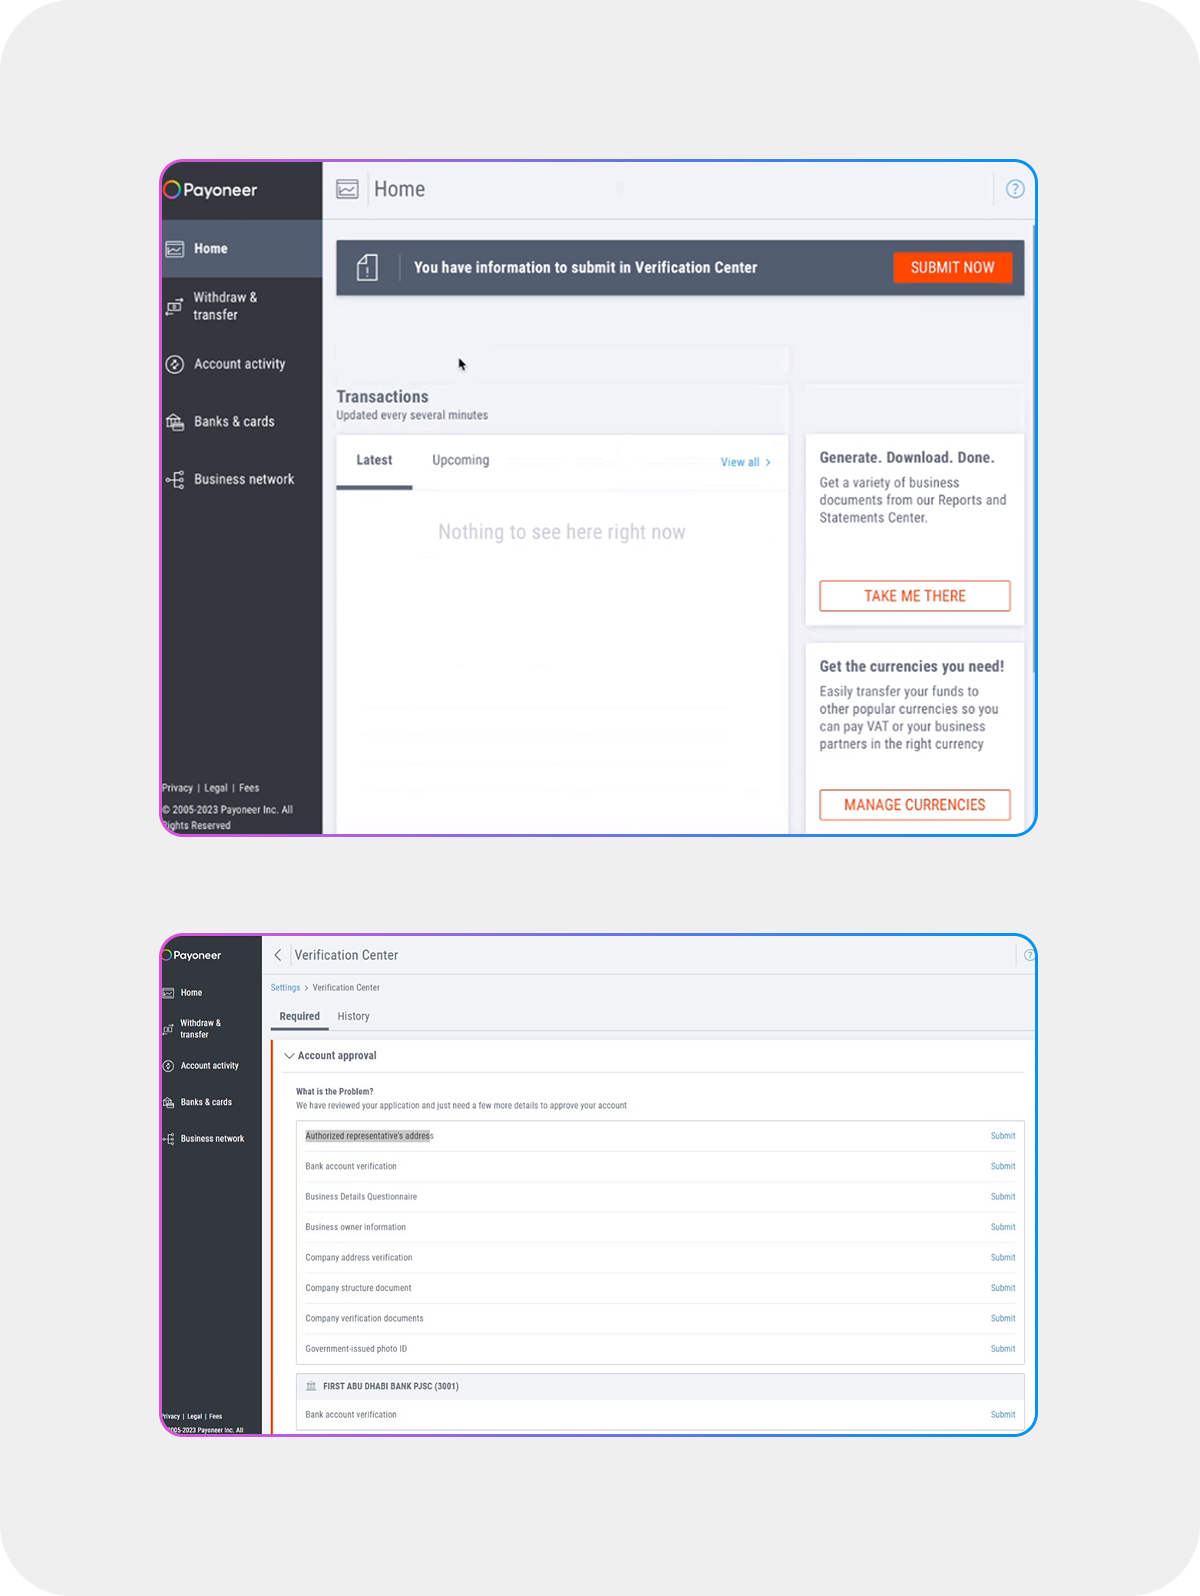 Payoneer
Home
Home
You have information to submit in Verification Center
SUBMIT NOW
Withdraw &
transfer
Account activity
Banks & cards
Business network
Transactions
Updated every several minutes
Latest
Upcoming
View all >
Nothing to see here right now
Generate. Download. Done.
Get a variety of business
documents from our Reports and
Statements Center.
TAKE ME THERE
Get the currencies you need!
Easily transfer your funds to
other popular currencies so you
can pay VAT or your business
partners in the right currency
MANAGE CURRENCIES
Privacy | Legal | Fees
© 2005-2023 Payoneer Inc. All
Rights Reserved
Payoneer
Verification Center
Home
Withdraw &
transfer
Account activity
Banks & cards
Business network
Settings > Verification Center
Required
History
Account approval
What is the Problem?
We have reviewed your application and just need a few more details to approve your account
Authorized representative's address
Submit
Bank account verification
Submit
Business Details Questionnaire
Submit
Business owner information
Submit
Company address verification
Submit
Company structure document
Submit
Company verification documents
Submit
Government-issued photo ID
Submit
FIRST ABU DHABI BANK PJSC (3001)
Bank account verification
Submit
Privacy | Legal | Fees
2005-2023 Payoneer Inc. All